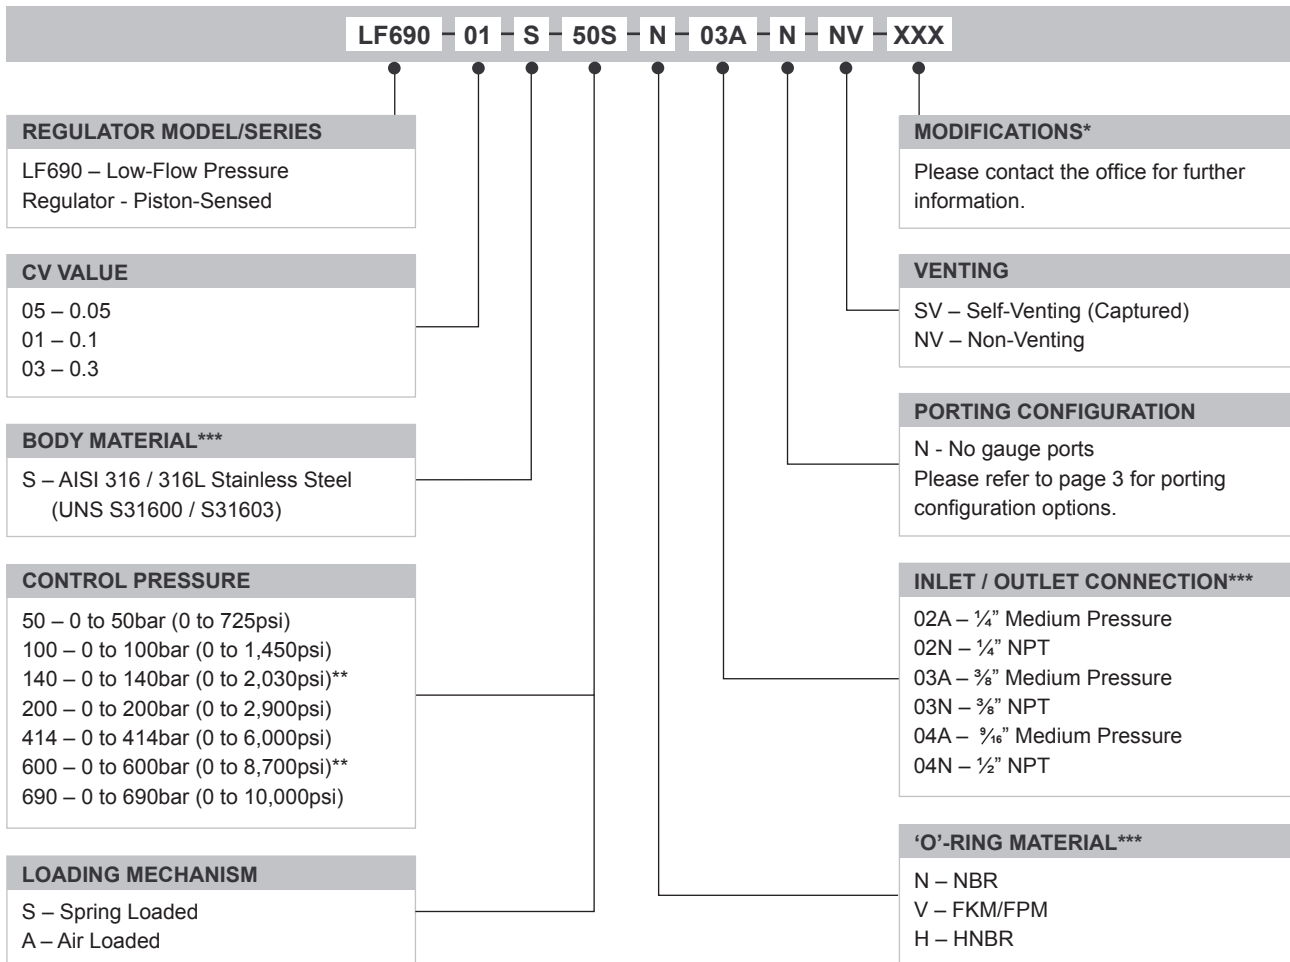 LF690 01 S 50S N 03A N NV XXX
REGULATOR MODEL/SERIES
LF690 – Low-Flow Pressure
Regulator - Piston-Sensed
CV VALUE
05 – 0.05
01 – 0.1
03 – 0.3
BODY MATERIAL***
S – AISI 316 / 316L Stainless Steel
(UNS S31600 / S31603)
CONTROL PRESSURE
50 – 0 to 50bar (0 to 725psi)
100 – 0 to 100bar (0 to 1,450psi)
140 – 0 to 140bar (0 to 2,030psi)**
200 – 0 to 200bar (0 to 2,900psi)
414 – 0 to 414bar (0 to 6,000psi)
600 – 0 to 600bar (0 to 8,700psi)**
690 – 0 to 690bar (0 to 10,000psi)
LOADING MECHANISM
S – Spring Loaded
A – Air Loaded
MODIFICATIONS*
Please contact the office for further
information.
VENTING
SV – Self-Venting (Captured)
NV – Non-Venting
PORTING CONFIGURATION
N - No gauge ports
Please refer to page 3 for porting
configuration options.
INLET / OUTLET CONNECTION***
02A – ¼” Medium Pressure
02N – ¼” NPT
03A – ⅜” Medium Pressure
03N – ⅜” NPT
04A – ⁹⁄₁₆” Medium Pressure
04N – ½” NPT
‘O’-RING MATERIAL***
N – NBR
V – FKM/FPM
H – HNBR